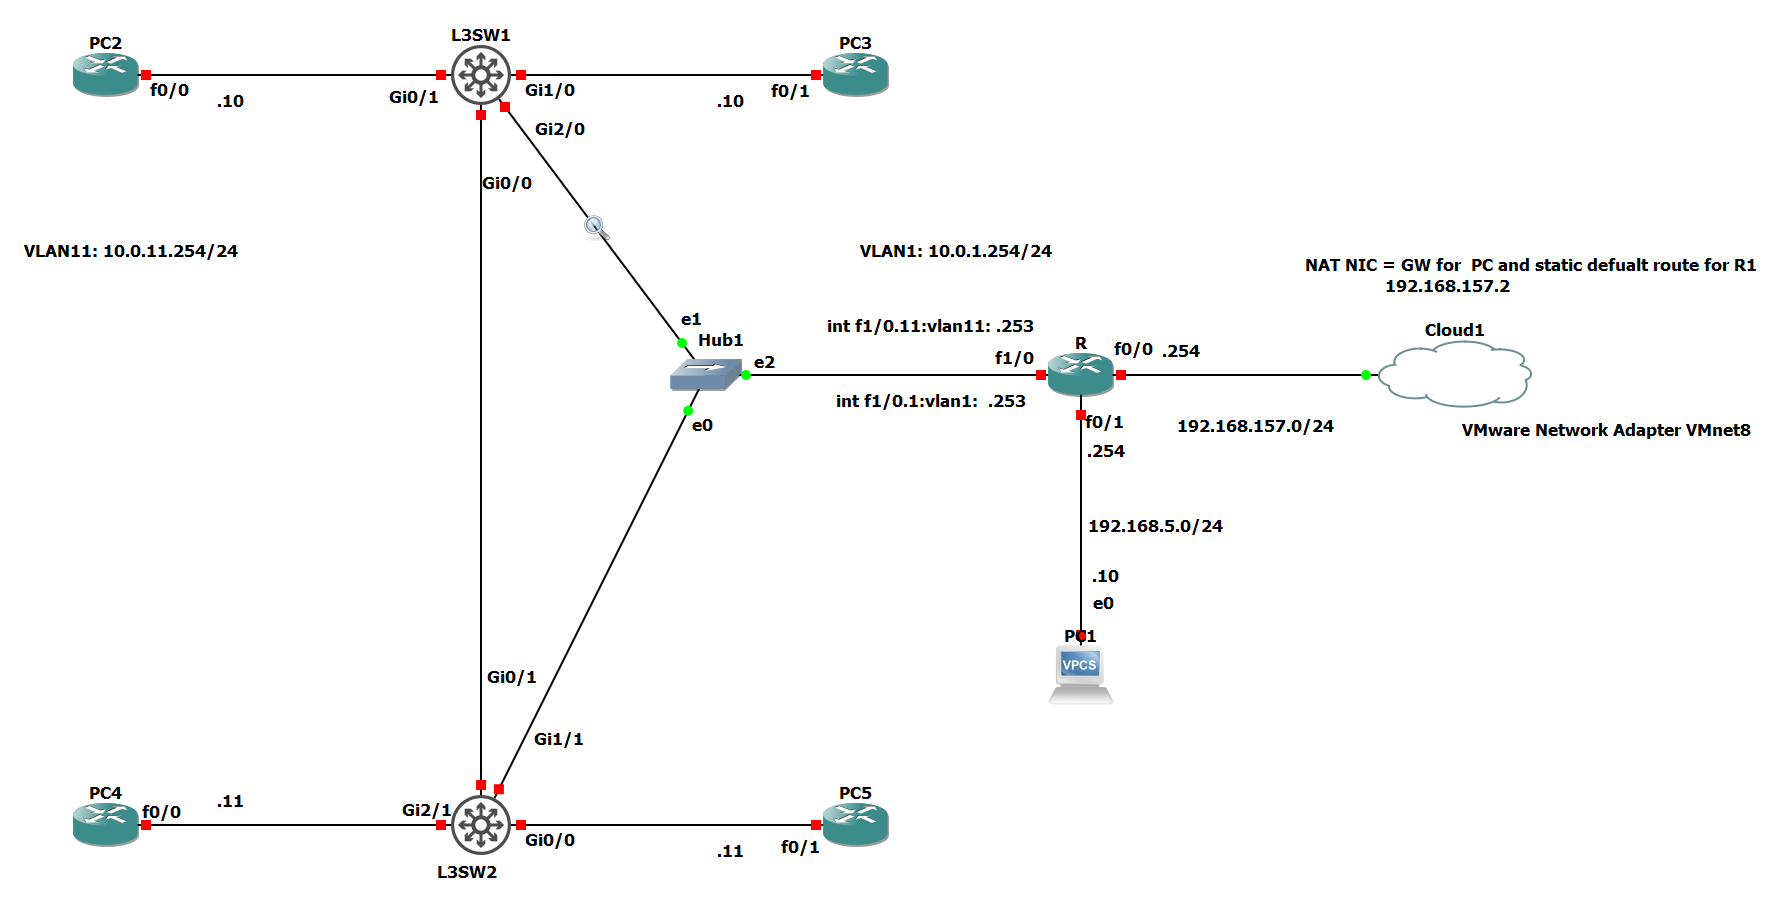 L3SW1
PC2
PC3
f0/0
.10
Gi0/1
Gi1/0
.10
f0/1
Gi2/0
Gi0/0
VLAN11: 10.0.11.254/24
VLAN1: 10.0.1.254/24
NAT NIC = GW for  PC and static defualt route for R1
192.168.157.2
e1
Hub1
int f1/0.11:vlan11: .253
Cloud1
R
f0/0
.254
e2
f1/0
int f1/0.1:vlan1:  .253
e0
f0/1
192.168.157.0/24
VMware Network Adapter VMnet8
.254
192.168.5.0/24
.10
e0
PC1
VPCS
Gi0/1
Gi1/1
PC4
PC5
f0/0
.11
Gi2/1
Gi0/0
.11
f0/1
L3SW2